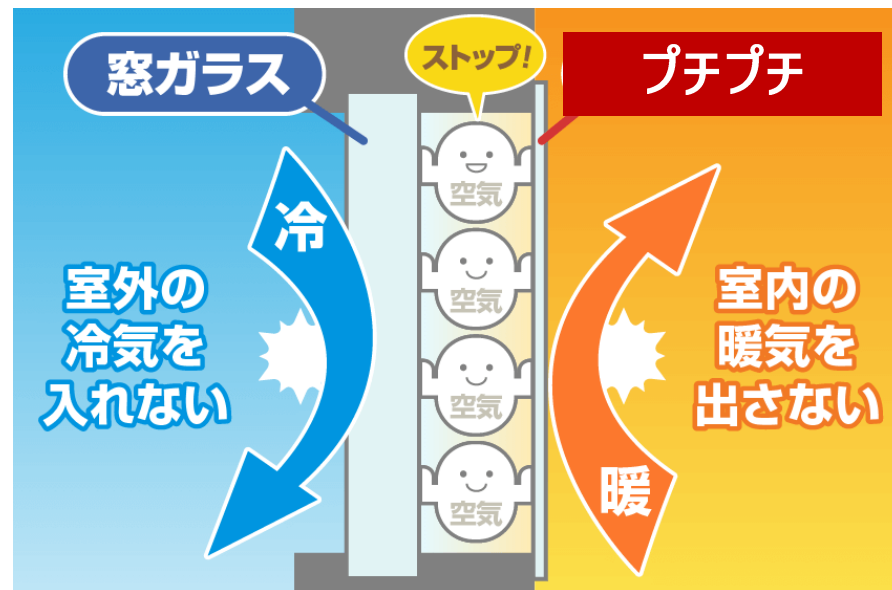 窓ガラス
ストップ!
プチプチ
冷
室外の
冷気を
入れない
空気
空気
空気
空気
室内の
暖気を
出さない
暖